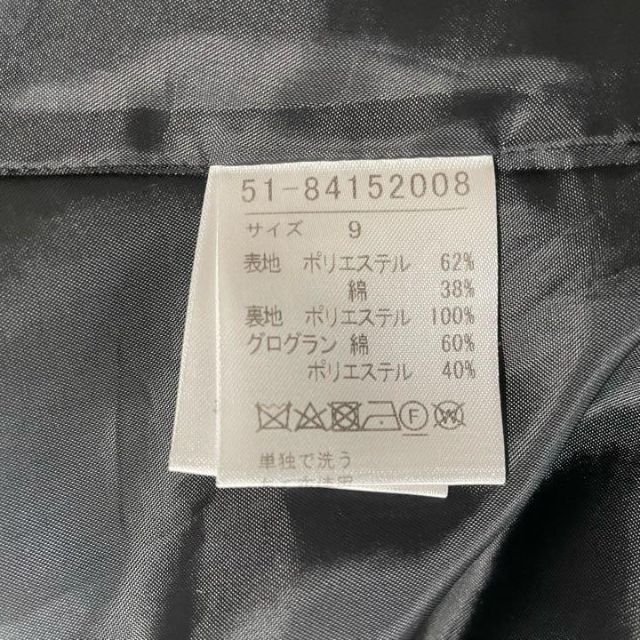 51-84152008
サイズ 9
表地 ポリエステル 62%
綿 38%
裏地 ポリエステル 100%
グログラン 綿 60%
ポリエステル 40%
F W
単独で洗う